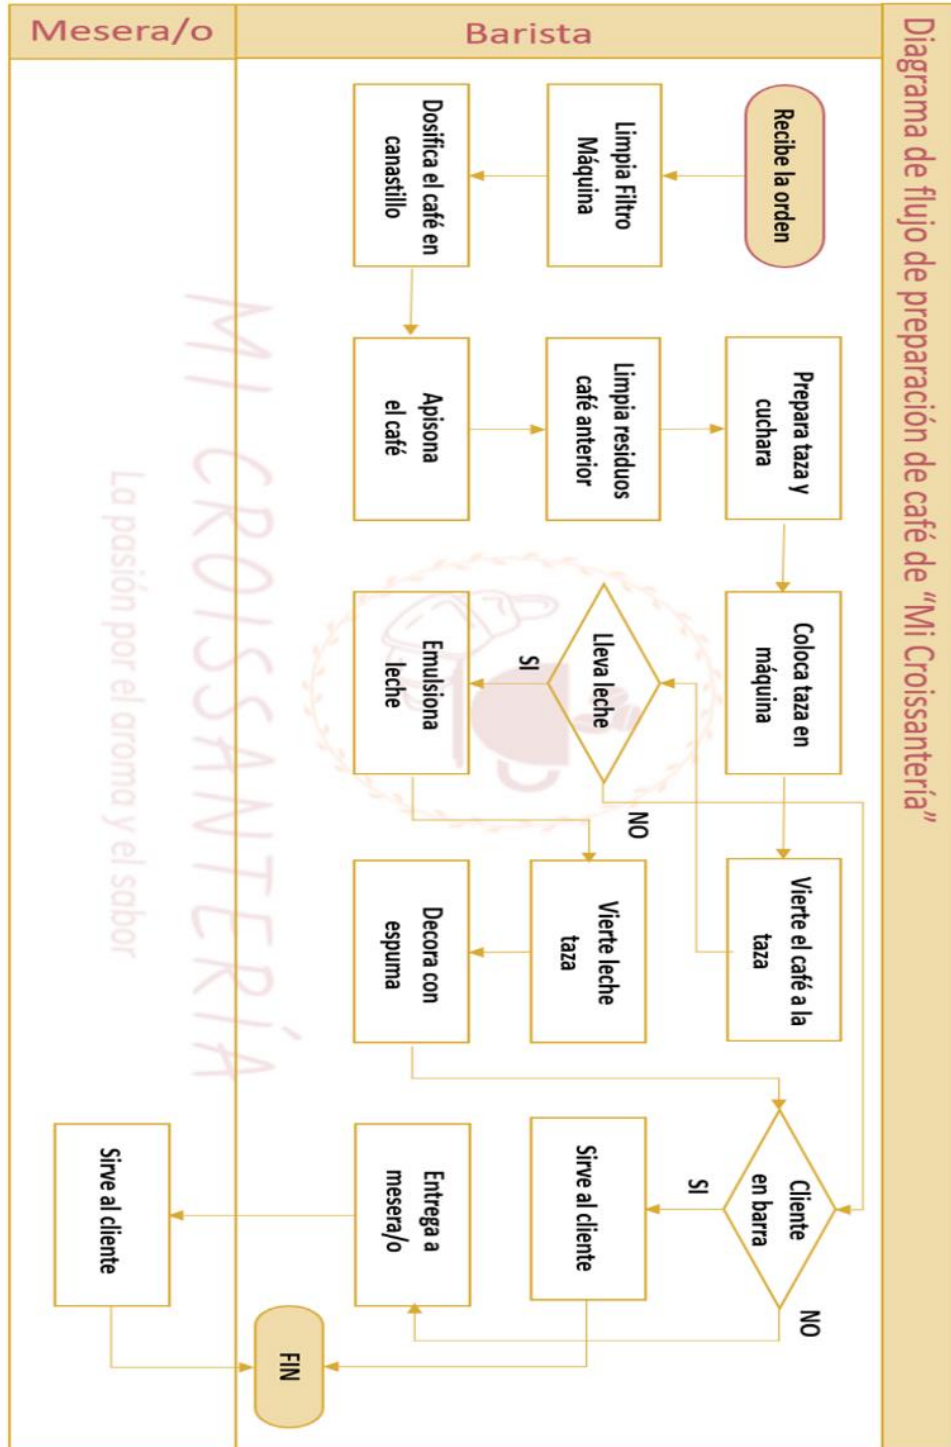 Diagrama de flujo de preparación de café de “Mi Croissantería”
Barista
Mesera/o
Recibe la orden
Limpia Filtro
Máquina
Dosifica el café en
canastillo
Apisona
el café
Limpia residuos
café anterior
Prepara taza y
cuchara
Coloca taza en
máquina
Vierte el café a la
taza
Lleva leche
SI
NO
Emulsiona
leche
Vierte leche
taza
Decora con
espuma
Cliente
en barra
SI
NO
Sirve al cliente
Entrega a
mesera/o
Sirve al cliente
FIN
MI CROISSANTERÍA
La pasión por el aroma y el sabor